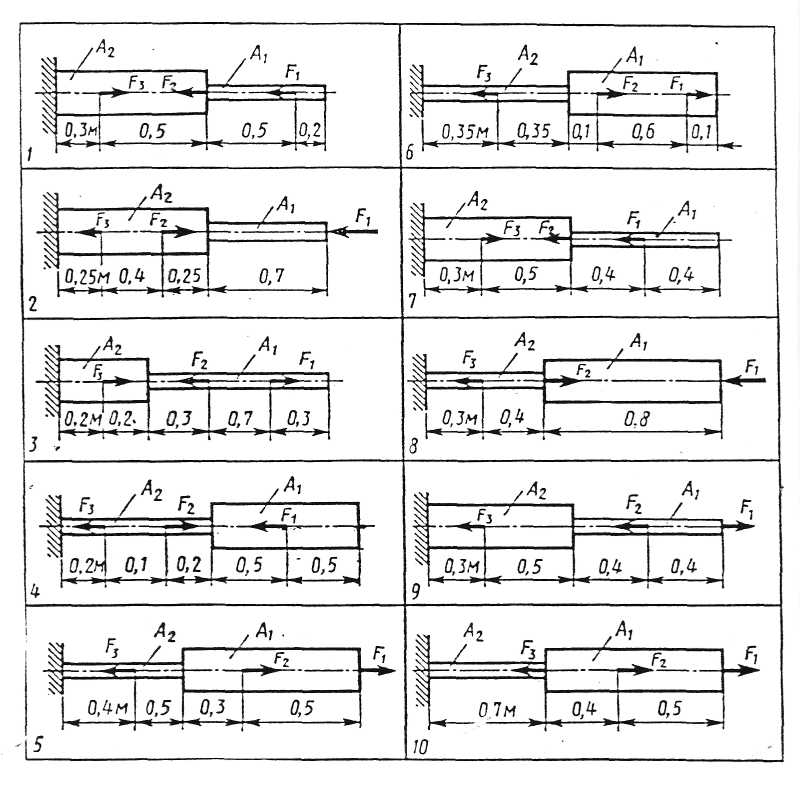 A₂ A₁ F₃ F₂ F₁
0,3м 0,5 0,5 0,2
1
A₂ A₁ F₃ F₂ F₁
0,35м 0,35 0,1 0,6 0,1
6
A₂ A₁ F₃ F₂ F₁
0,25м 0,4 0,25 0,7
2
A₂ A₁ F₃ F₂ F₁
0,3м 0,5 0,4 0,4
7
A₂ F₃ F₂ A₁ F₁
0,2м 0,2 0,3 0,7 0,3
3
F₃ A₂ F₂ A₁ F₁
0,3м 0,4 0,8
8
F₃ A₂ F₂ A₁ F₁
0,2м 0,1 0,2 0,5 0,5
4
F₃ A₂ F₂ A₁ F₁
0,3м 0,5 0,4 0,4
9
F₃ A₂ A₁ F₂ F₁
0,4м 0,5 0,3 0,5
5
A₂ F₃ A₁ F₂ F₁
0,7м 0,4 0,5
10